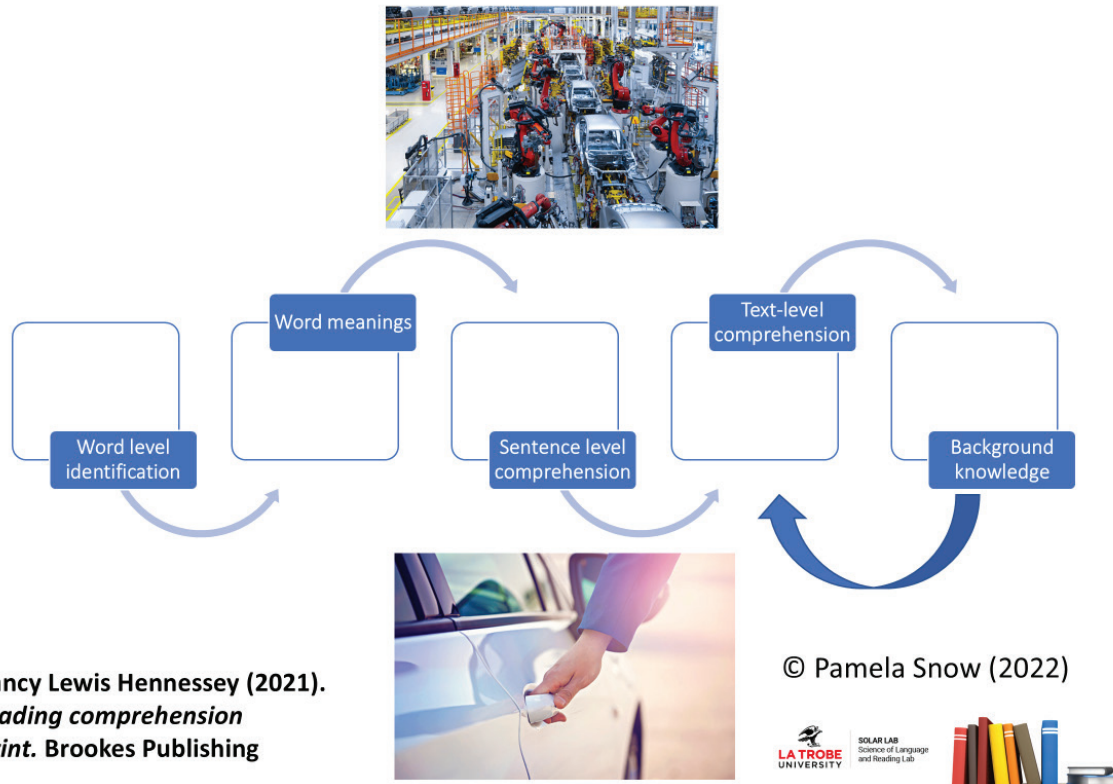 Word level
identification
Word meanings
Sentence level
comprehension
Text-level
comprehension
Background
knowledge
ncy Lewis Hennessey (2021).
ading comprehension
int. Brookes Publishing
© Pamela Snow (2022)
LA TROBE
UNIVERSITY
SOLAR LAB
Science of Language
and Reading Lab